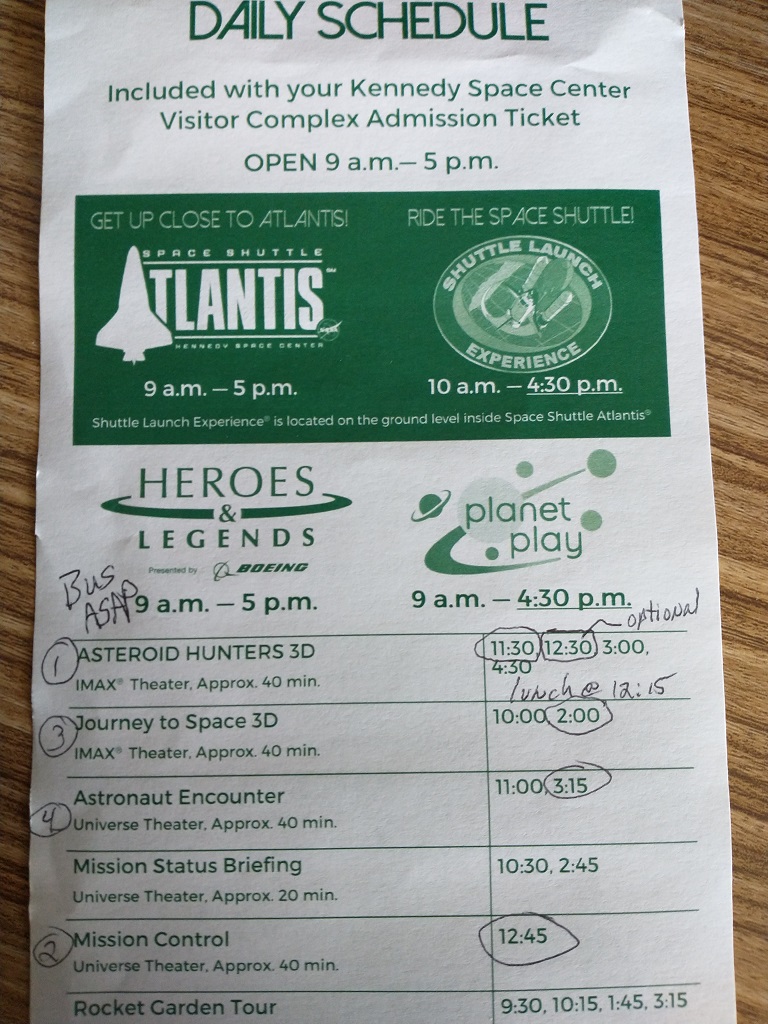 DAILY SCHEDULE
Included with your Kennedy Space Center
Visitor Complex Admission Ticket
OPEN 9 a.m.— 5 p.m.
GET UP CLOSE TO ATLANTIS!
SPACE SHUTTLE
ATLANTIS
KENNEDY SPACE CENTER
9 a.m. — 5 p.m.
RIDE THE SPACE SHUTTLE!
SHUTTLE LAUNCH
EXPERIENCE
10 a.m. — 4:30 p.m.
Shuttle Launch Experience® is located on the ground level inside Space Shuttle Atlantis®
HEROES
&
LEGENDS
Presented by BOEING
9 a.m. — 5 p.m.
planet
play
9 a.m. — 4:30 p.m.
Bus
ASAP
optional
1 ASTEROID HUNTERS 3D 11:30, 12:30, 3:00,
4:30
IMAX® Theater, Approx. 40 min.
lunch @ 12:15
3 Journey to Space 3D 10:00, 2:00
IMAX® Theater, Approx. 40 min.
4 Astronaut Encounter 11:00, 3:15
Universe Theater, Approx. 40 min.
Mission Status Briefing 10:30, 2:45
Universe Theater, Approx. 20 min.
2 Mission Control 12:45
Universe Theater, Approx. 40 min.
Rocket Garden Tour 9:30, 10:15, 1:45, 3:15